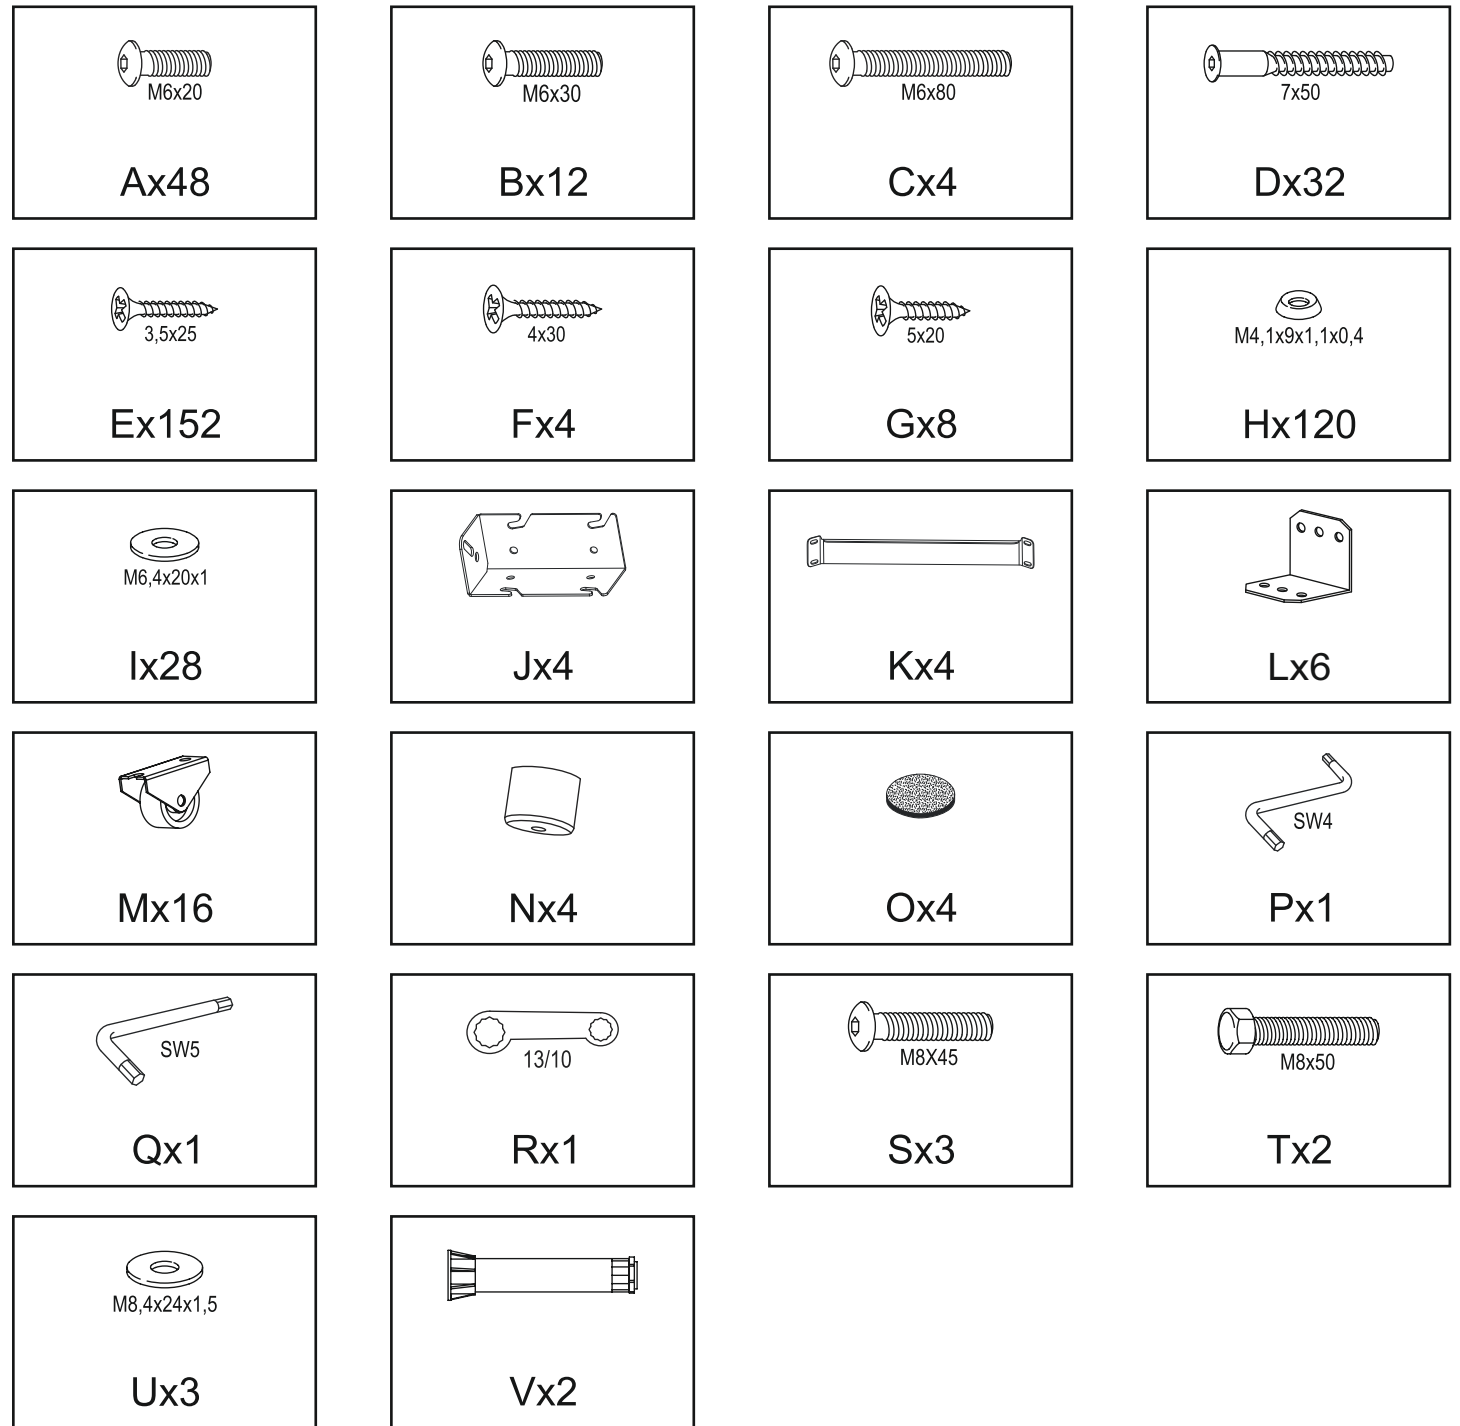 M6x20
Ax48
M6x30
Bx12
M6x80
Cx4
7x50
Dx32
3,5x25
Ex152
4x30
Fx4
5x20
Gx8
M4,1x9x1,1x0,4
Hx120
M6,4x20x1
Ix28
Jx4
Kx4
Lx6
Mx16
Nx4
Ox4
SW4
Px1
SW5
Qx1
13/10
Rx1
M8X45
Sx3
M8x50
Tx2
M8,4x24x1,5
Ux3
Vx2